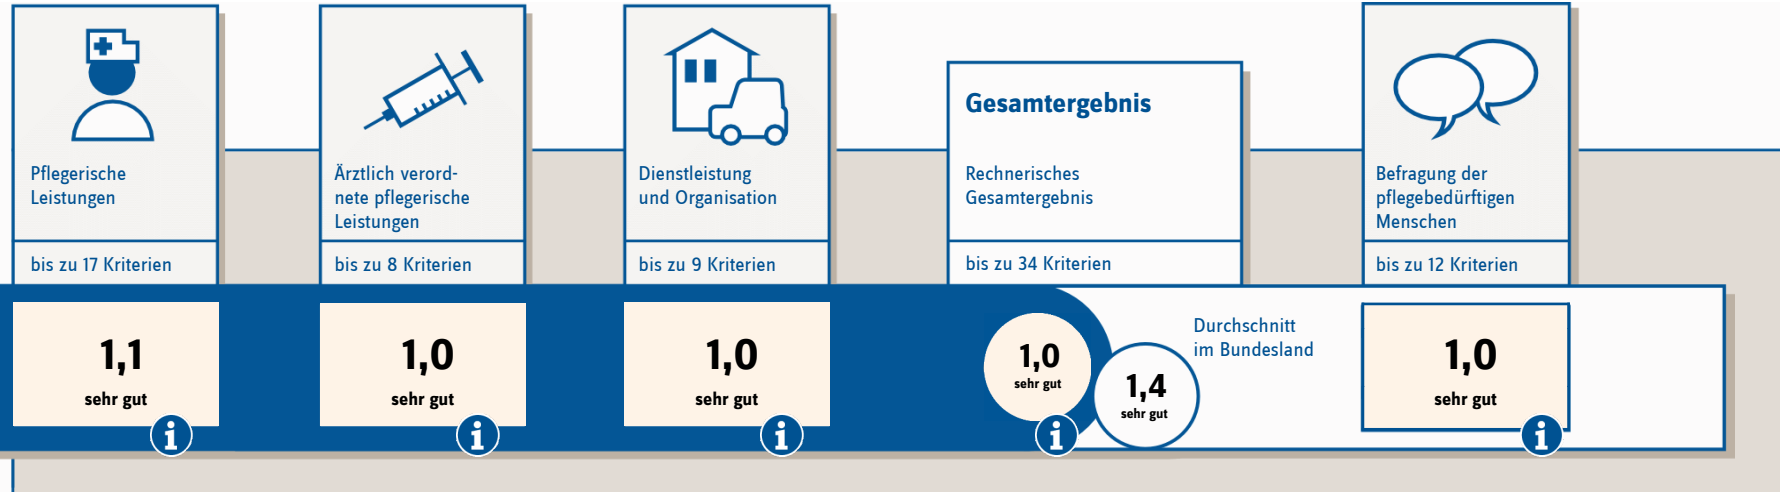 Pflegerische
Leistungen
bis zu 17 Kriterien
1,1
sehr gut
i
Ärztlich verord-
nete pflegerische
Leistungen
bis zu 8 Kriterien
1,0
sehr gut
i
Dienstleistung
und Organisation
bis zu 9 Kriterien
1,0
sehr gut
i
Gesamtergebnis
Rechnerisches
Gesamtergebnis
bis zu 34 Kriterien
1,0
sehr gut
i
1,4
sehr gut
Durchschnitt
im Bundesland
Befragung der
pflegebedürftigen
Menschen
bis zu 12 Kriterien
1,0
sehr gut
i